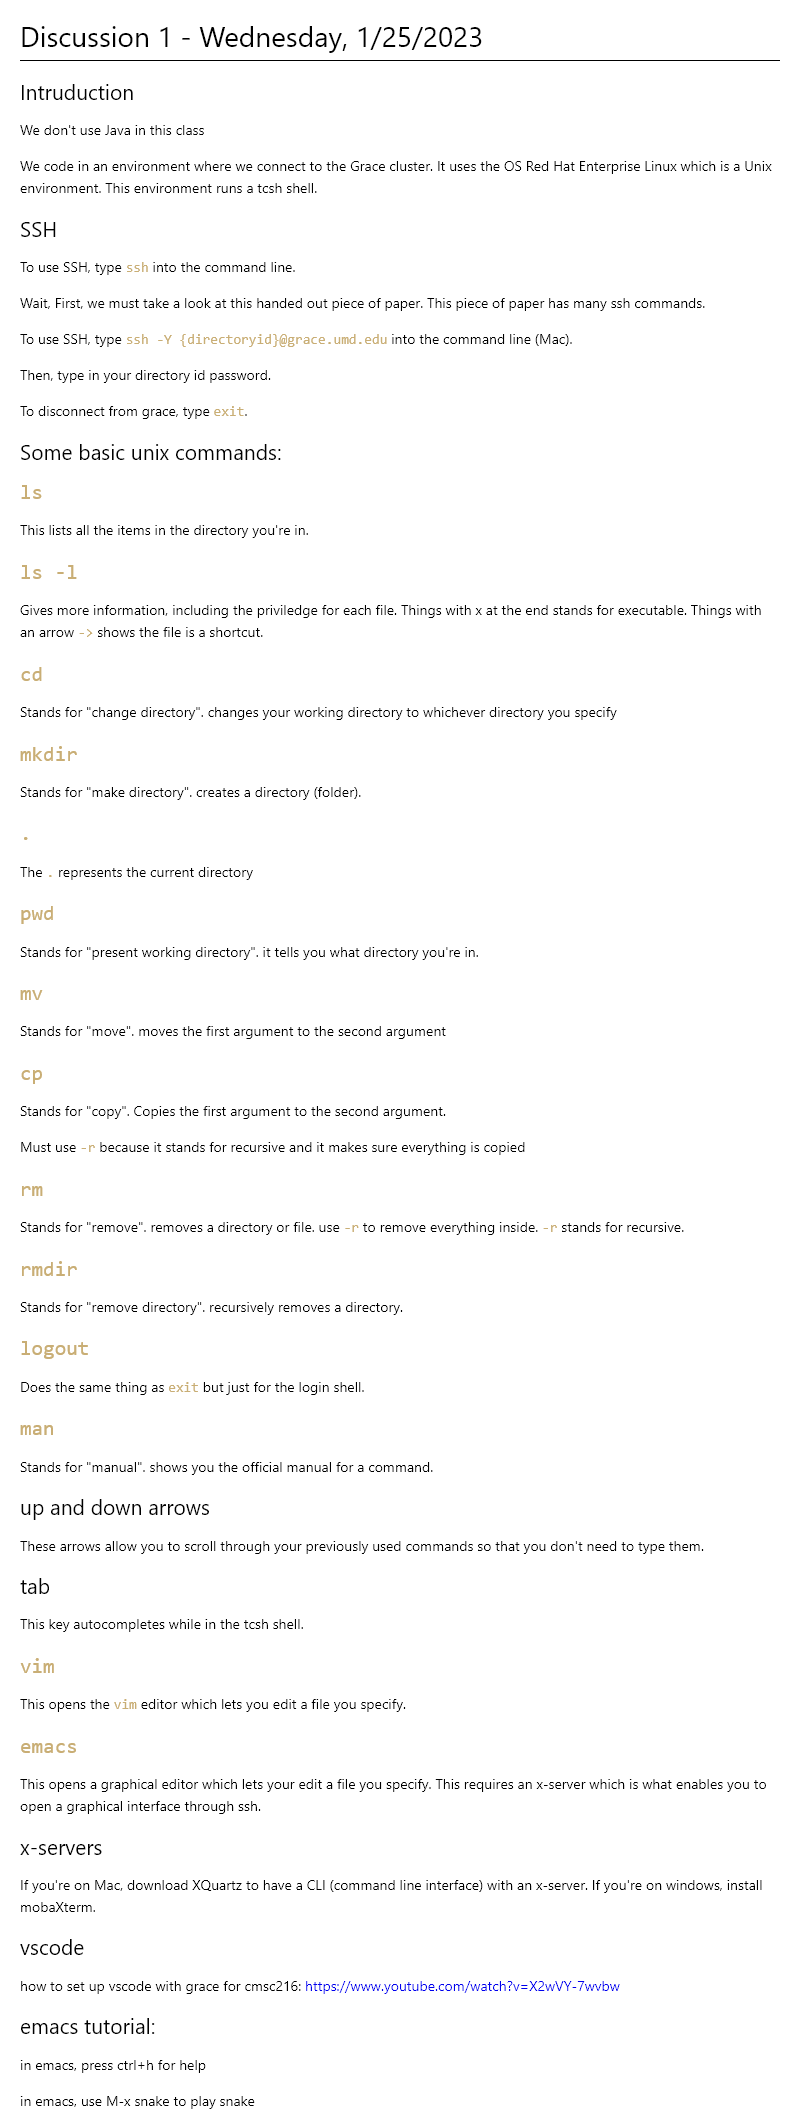 Discussion 1 - Wednesday, 1/25/2023
Intruduction
We don't use Java in this class
We code in an environment where we connect to the Grace cluster. It uses the OS Red Hat Enterprise Linux which is a Unix
environment. This environment runs a tcsh shell.
SSH
To use SSH, type ssh into the command line.
Wait, First, we must take a look at this handed out piece of paper. This piece of paper has many ssh commands.
To use SSH, type ssh -Y {directoryid}@grace.umd.edu into the command line (Mac).
Then, type in your directory id password.
To disconnect from grace, type exit.
Some basic unix commands:
ls
This lists all the items in the directory you're in.
ls -l
Gives more information, including the priviledge for each file. Things with x at the end stands for executable. Things with
an arrow -> shows the file is a shortcut.
cd
Stands for "change directory". changes your working directory to whichever directory you specify
mkdir
Stands for "make directory". creates a directory (folder).
.
The . represents the current directory
pwd
Stands for "present working directory". it tells you what directory you're in.
mv
Stands for "move". moves the first argument to the second argument
cp
Stands for "copy". Copies the first argument to the second argument.
Must use -r because it stands for recursive and it makes sure everything is copied
rm
Stands for "remove". removes a directory or file. use -r to remove everything inside. -r stands for recursive.
rmdir
Stands for "remove directory". recursively removes a directory.
logout
Does the same thing as exit but just for the login shell.
man
Stands for "manual". shows you the official manual for a command.
up and down arrows
These arrows allow you to scroll through your previously used commands so that you don't need to type them.
tab
This key autocompletes while in the tcsh shell.
vim
This opens the vim editor which lets you edit a file you specify.
emacs
This opens a graphical editor which lets your edit a file you specify. This requires an x-server which is what enables you to
open a graphical interface through ssh.
x-servers
If you're on Mac, download XQuartz to have a CLI (command line interface) with an x-server. If you're on windows, install
mobaXterm.
vscode
how to set up vscode with grace for cmsc216: https://www.youtube.com/watch?v=X2wVY-7wvbw
emacs tutorial:
in emacs, press ctrl+h for help
in emacs, use M-x snake to play snake